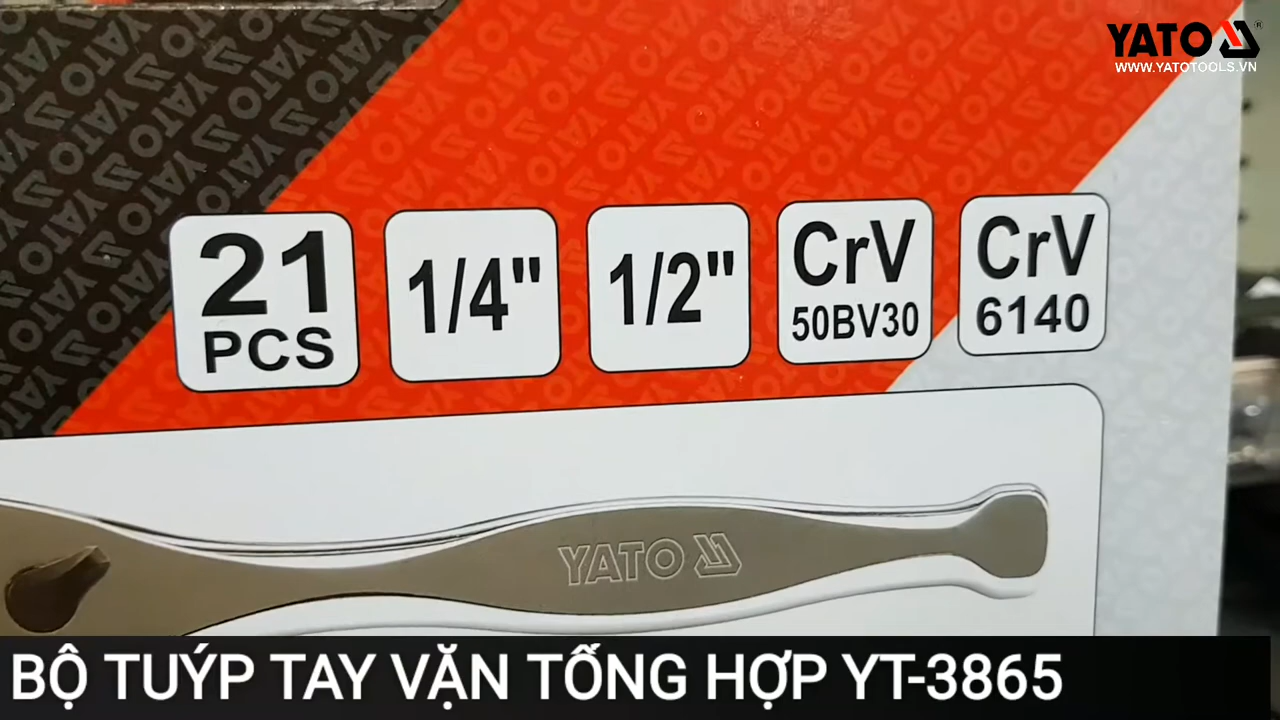 YATO
WWW.YATOTOOLS.VN
21
PCS
1/4"
1/2"
CrV
50BV30
CrV
6140
YATO
BỘ TUÝP TAY VẶN TỔNG HỢP YT-3865